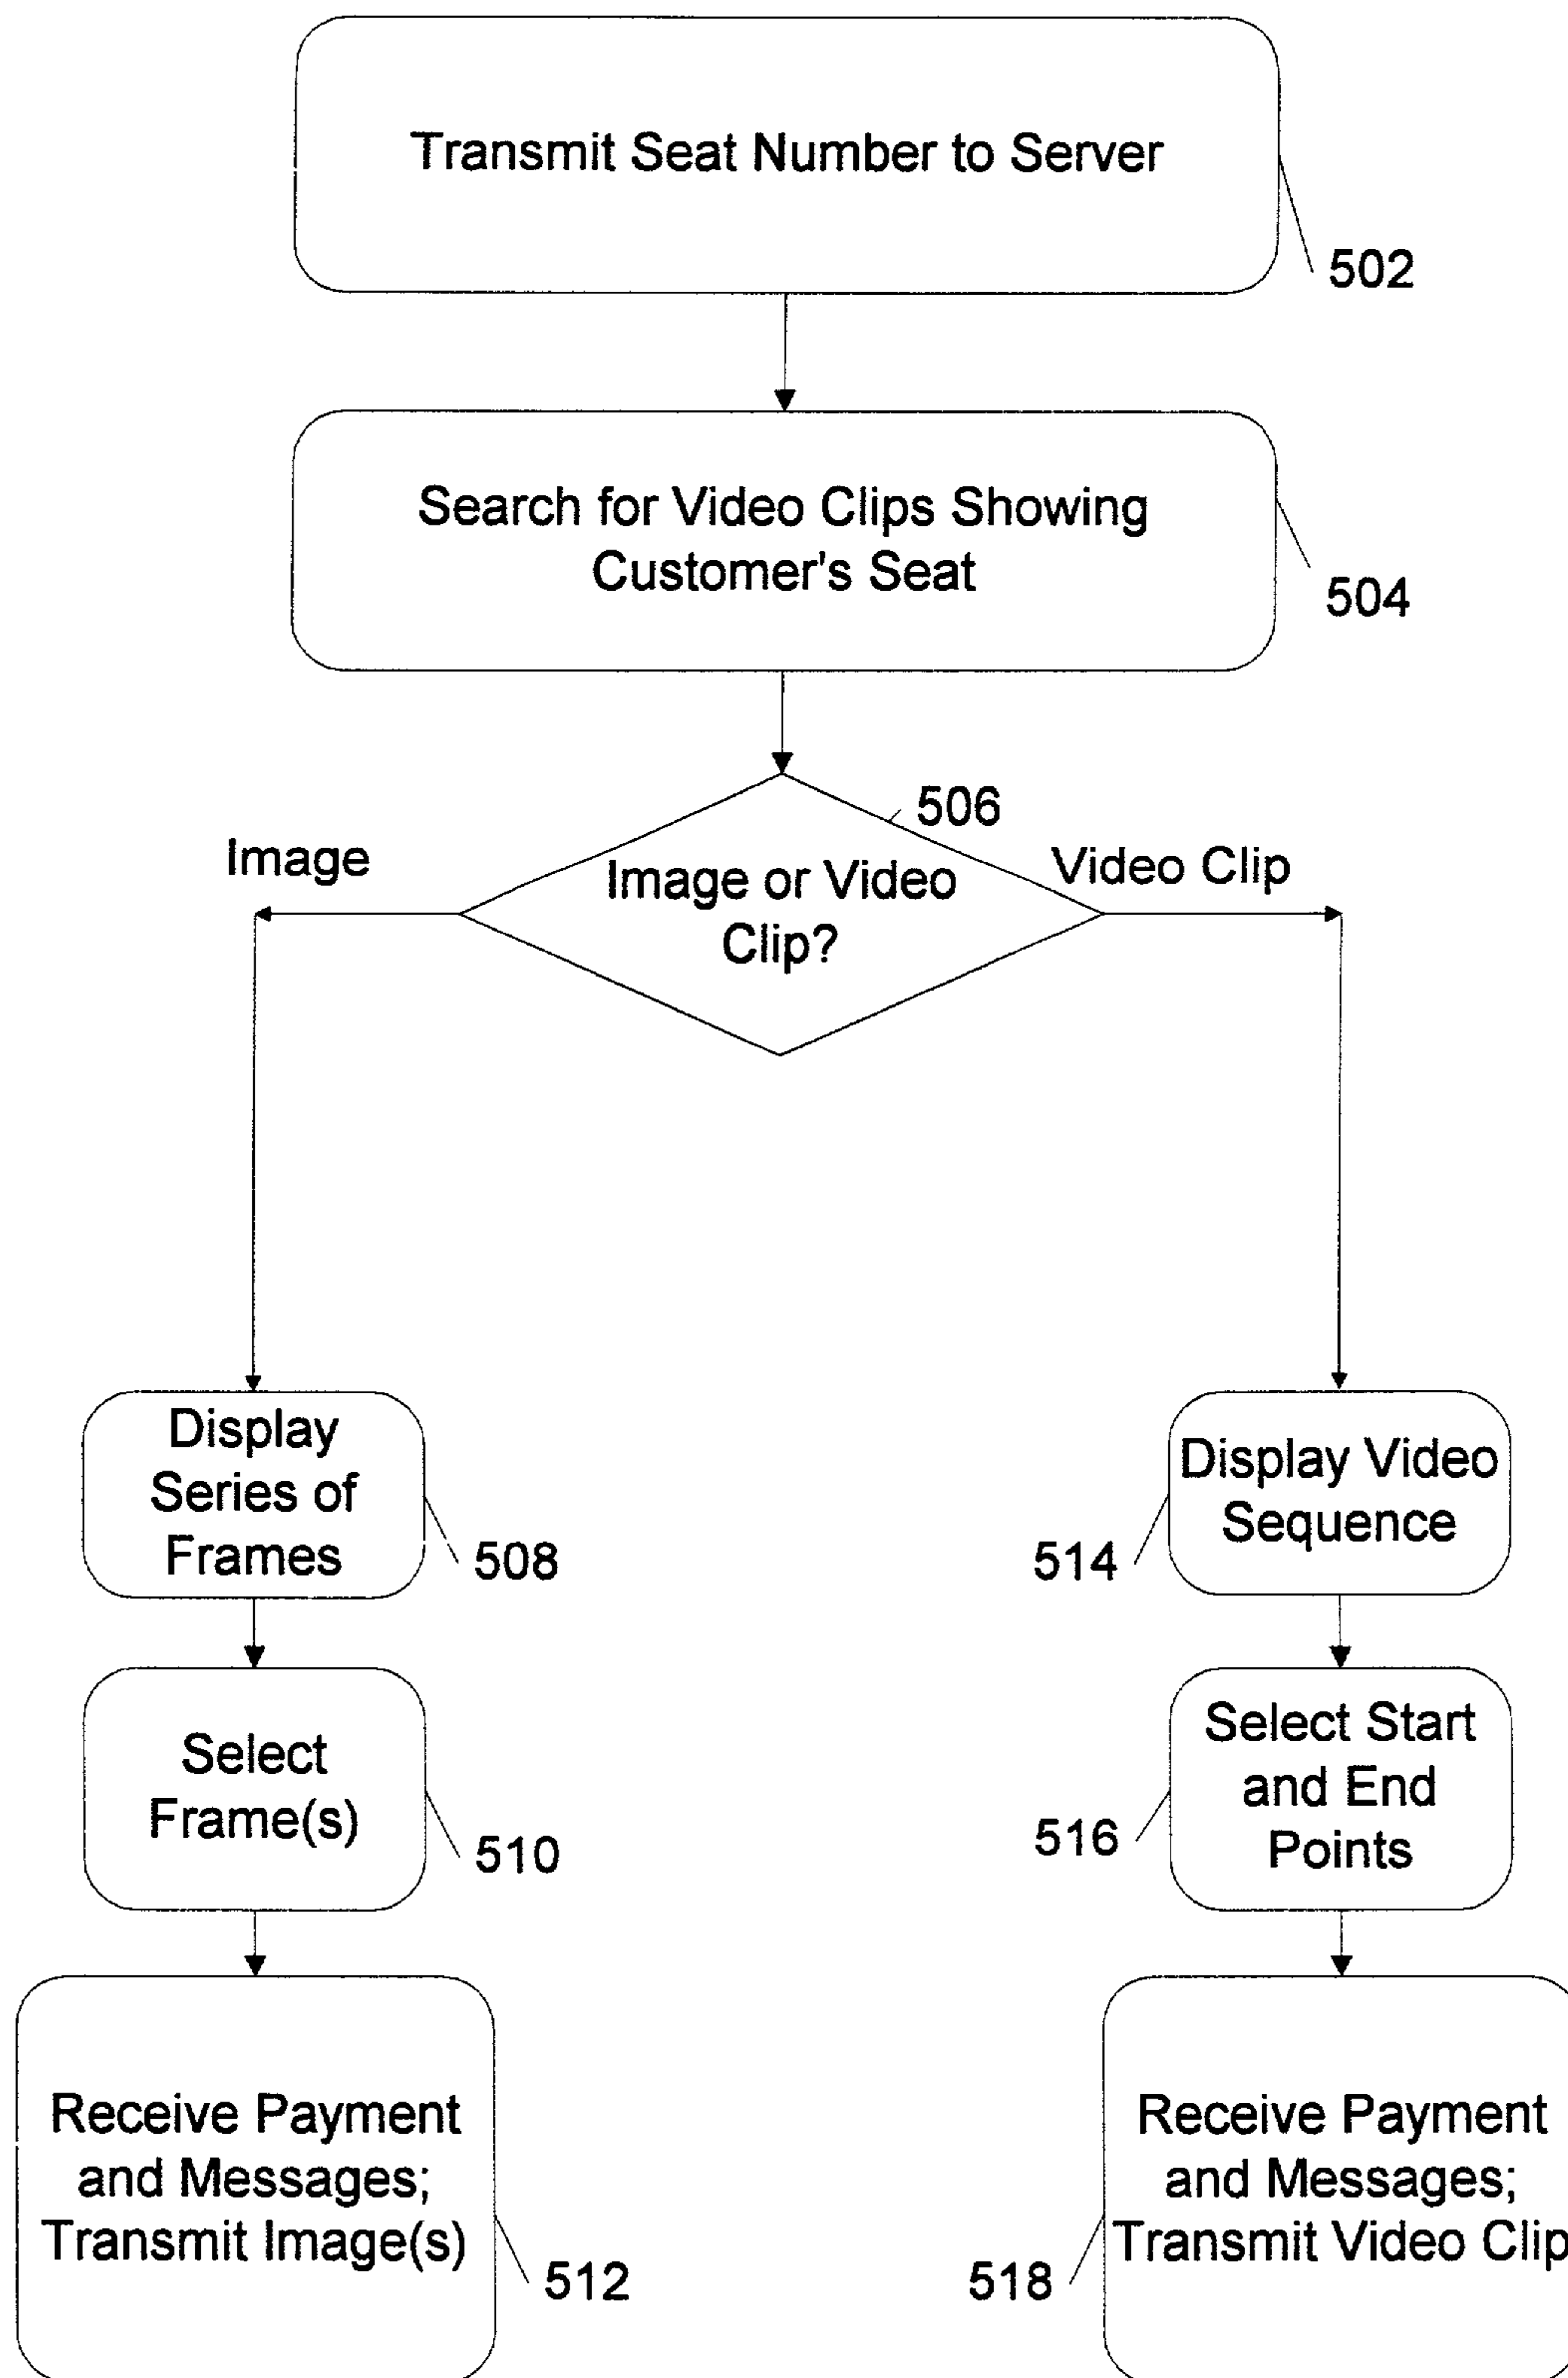 Transmit Seat Number to Server
502
Search for Video Clips Showing
Customer's Seat
504
506
Image
Image or Video
Clip?
Video Clip
Display
Series of
Frames
508
Select
Frame(s)
510
Receive Payment
and Messages;
Transmit Image(s)
512
Display Video
Sequence
514
Select Start
and End
Points
516
Receive Payment
and Messages;
Transmit Video Clip
518